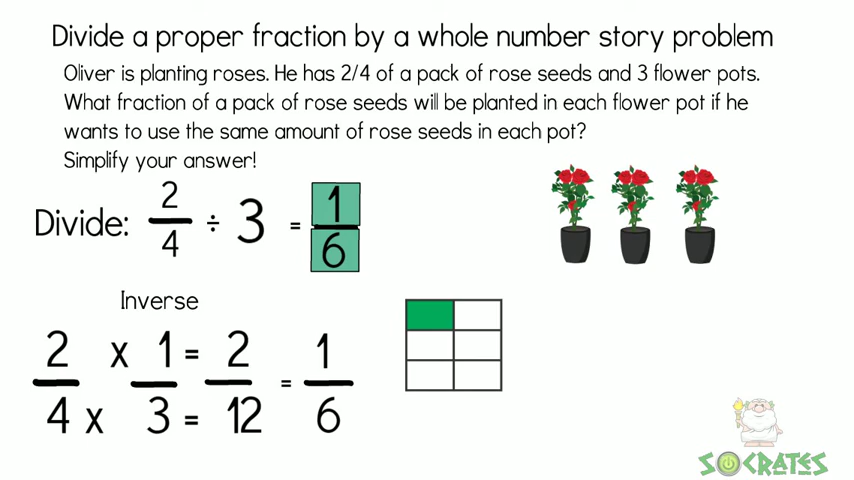 Divide a proper fraction by a whole number story problem
Oliver is planting roses. He has 2/4 of a pack of rose seeds and 3 flower pots.
What fraction of a pack of rose seeds will be planted in each flower pot if he
wants to use the same amount of rose seeds in each pot?
Simplify your answer!
Divide: 2/4 ÷ 3 = 1/6
Inverse
2 x 1 = 2 = 1
4 x 3 = 12 6
SOCRATES